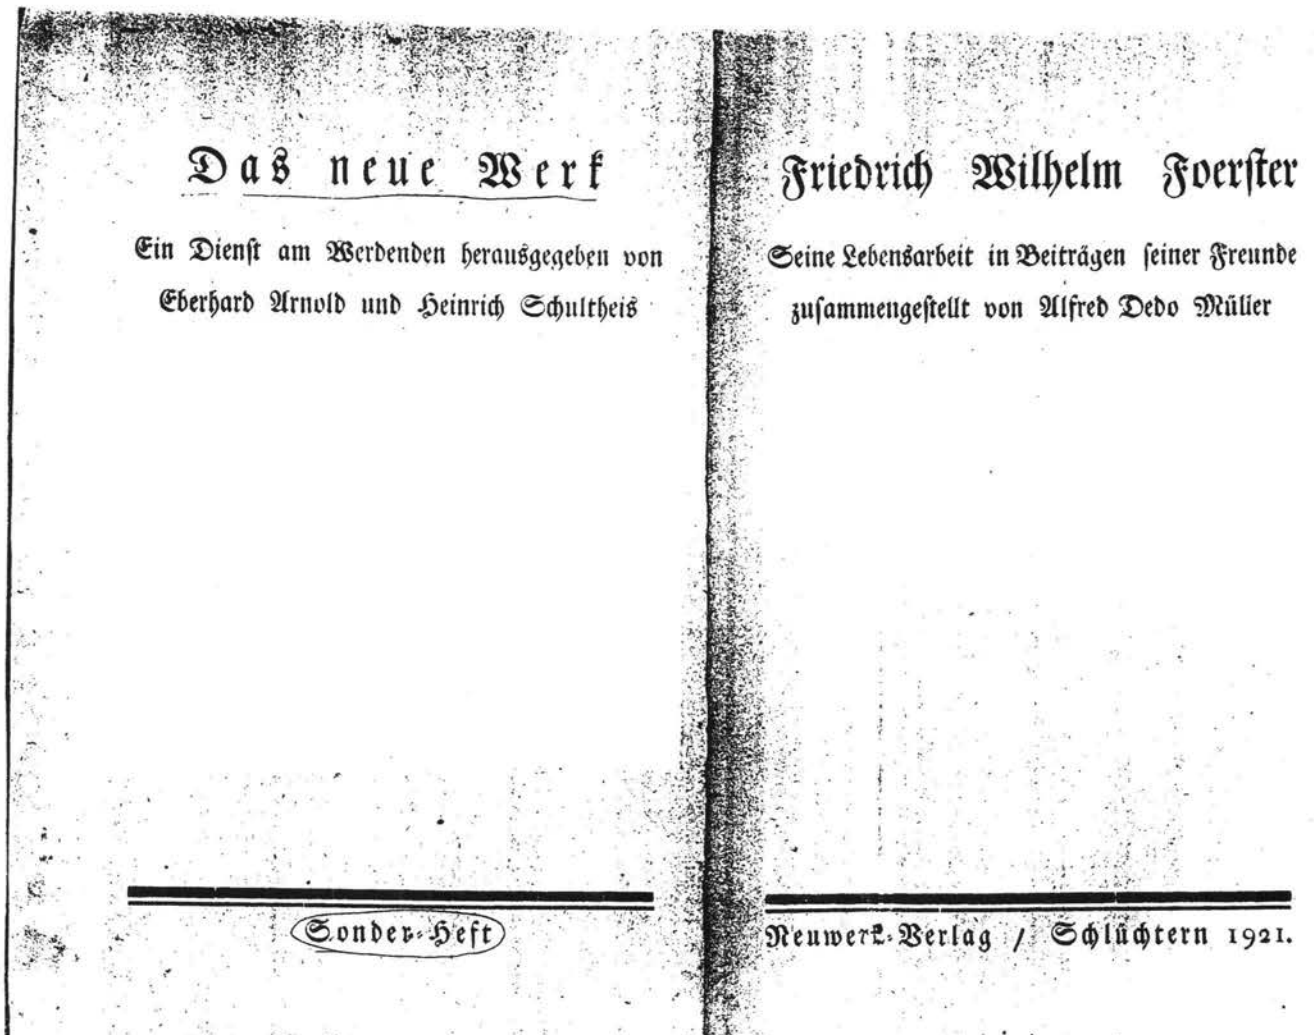 Das neue Werk
Ein Dienst am Werdenden herausgegeben von
Eberhard Arnold und Heinrich Schultheis
Sonder-Heft
Friedrich Wilhelm Foerster
Seine Lebensarbeit in Beiträgen seiner Freunde
zusammengestellt von Alfred Dedo Müller
Neuwerk-Verlag / Schlüchtern 1921.